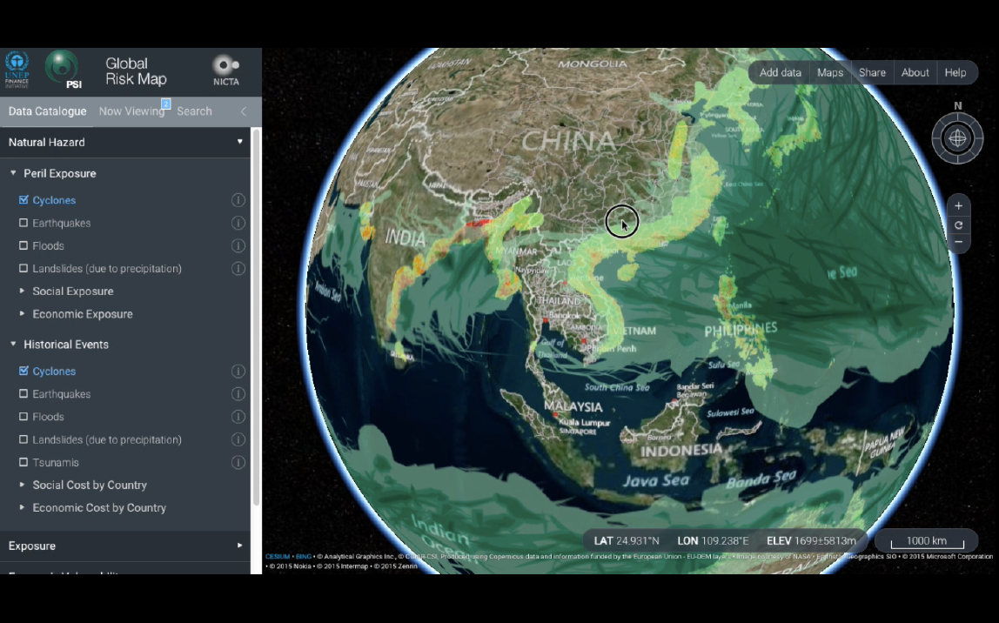 UNEP
FINANCE
INITIATIVE
PSI
Global
Risk Map
NICTA
Data Catalogue
Now Viewing
2
Search
Natural Hazard
Peril Exposure
Cyclones
Earthquakes
Floods
Landslides (due to precipitation)
Social Exposure
Economic Exposure
Historical Events
Cyclones
Earthquakes
Floods
Landslides (due to precipitation)
Tsunamis
Social Cost by Country
Economic Cost by Country
Exposure
Add data
Maps
Share
About
Help
N
MONGOLIA
CHINA
East China Sea
INDIA
MYANMAR
LAOS
THAILAND
Bangkok
CAMBODIA
VIETNAM
Phnom Penh
Gulf of
Thailand
Manila
PHILIPPINES
Sulu Sea
South China Sea
Bandar Seri
Begawan
MALAYSIA
Kuala Lumpur
SINGAPORE
Borneo
Sulawesi Sea
INDONESIA
PAPUA NEW
GUINEA
Java Sea
Banda Sea
Indian
LAT 24.931°N
LON 109.238°E
ELEV 1699±5813m
1000 km
CESIUM • BING • © Analytical Graphics Inc., © CGIAR-CSI, Produced using Copernicus data and information funded by the European Union - EU-DEM layers • Image courtesy of NASA • Earthstar Geographics SIO • © 2015 Microsoft Corporation
• © 2015 Nokia • © 2015 Intermap • © 2015 Zenrin